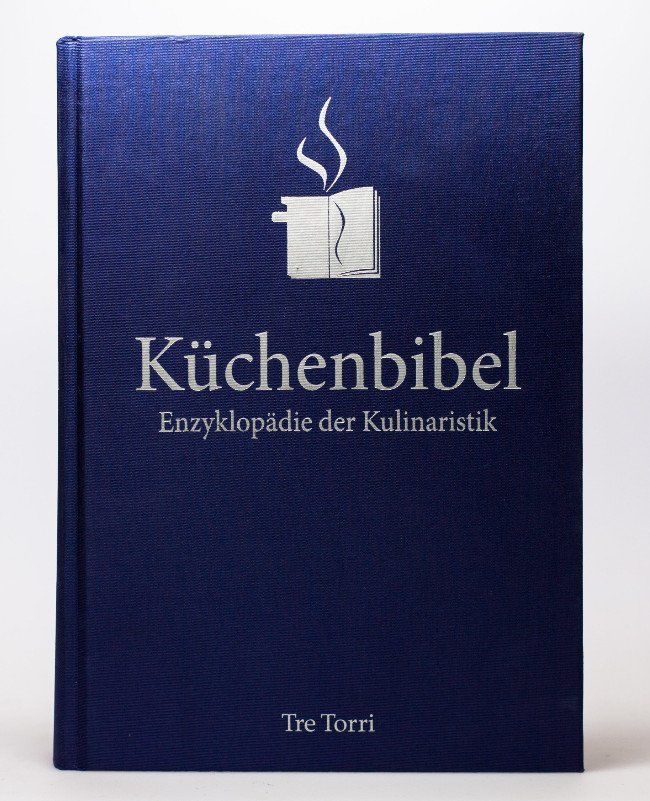 Küchenbibel
Enzyklopädie der Kulinaristik
Tre Torri